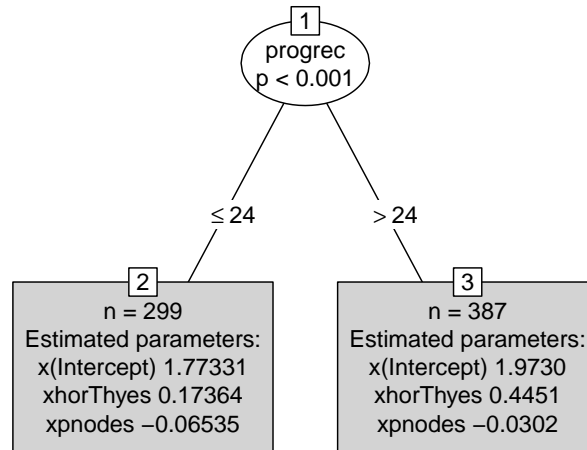 1
progrec
p < 0.001
≤ 24
> 24
2
n = 299
Estimated parameters:
x(Intercept) 1.77331
xhorThyes 0.17364
xpnodes −0.06535
3
n = 387
Estimated parameters:
x(Intercept) 1.9730
xhorThyes 0.4451
xpnodes −0.0302